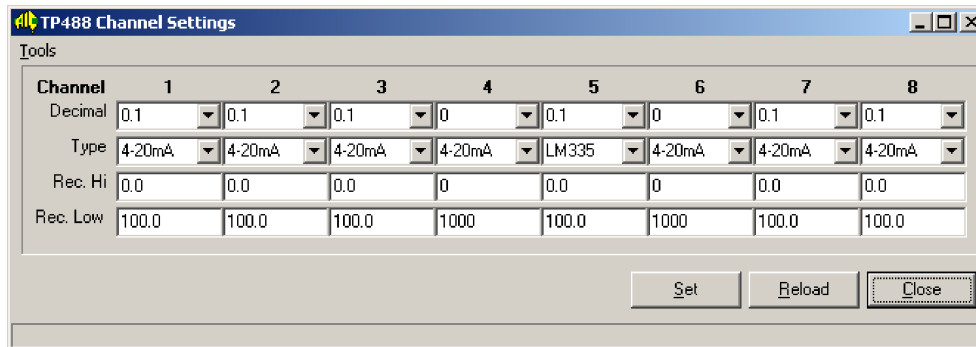 TP488 Channel Settings
Tools
Channel 1 2 3 4 5 6 7 8
Decimal 0.1 0.1 0.1 0 0.1 0 0.1 0.1
Type 4-20mA 4-20mA 4-20mA 4-20mA LM335 4-20mA 4-20mA 4-20mA
Rec. Hi 0.0 0.0 0.0 0 0.0 0 0.0 0.0
Rec. Low 100.0 100.0 100.0 1000 100.0 1000 100.0 100.0
Set Reload Close